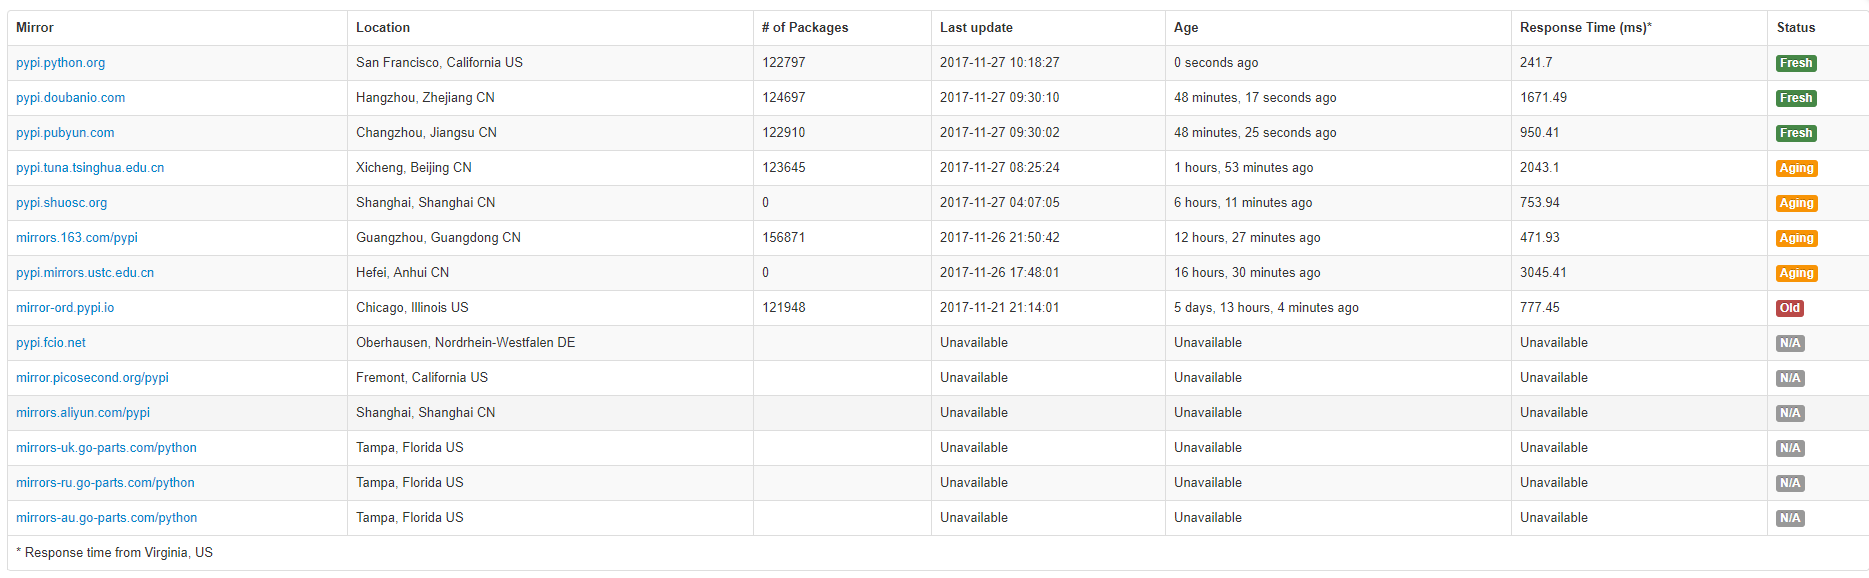 Mirror Location # of Packages Last update Age Response Time (ms)* Status
pypi.python.org San Francisco, California US 122797 2017-11-27 10:18:27 0 seconds ago 241.7 Fresh
pypi.doubanio.com Hangzhou, Zhejiang CN 124697 2017-11-27 09:30:10 48 minutes, 17 seconds ago 1671.49 Fresh
pypi.pubyun.com Changzhou, Jiangsu CN 122910 2017-11-27 09:30:02 48 minutes, 25 seconds ago 950.41 Fresh
pypi.tuna.tsinghua.edu.cn Xicheng, Beijing CN 123645 2017-11-27 08:25:24 1 hours, 53 minutes ago 2043.1 Aging
pypi.shuosc.org Shanghai, Shanghai CN 0 2017-11-27 04:07:05 6 hours, 11 minutes ago 753.94 Aging
mirrors.163.com/pypi Guangzhou, Guangdong CN 156871 2017-11-26 21:50:42 12 hours, 27 minutes ago 471.93 Aging
pypi.mirrors.ustc.edu.cn Hefei, Anhui CN 0 2017-11-26 17:48:01 16 hours, 30 minutes ago 3045.41 Aging
mirror-ord.pypi.io Chicago, Illinois US 121948 2017-11-21 21:14:01 5 days, 13 hours, 4 minutes ago 777.45 Old
pypi.fcio.net Oberhausen, Nordrhein-Westfalen DE Unavailable Unavailable Unavailable N/A
mirror.picosecond.org/pypi Fremont, California US Unavailable Unavailable Unavailable N/A
mirrors.aliyun.com/pypi Shanghai, Shanghai CN Unavailable Unavailable Unavailable N/A
mirrors-uk.go-parts.com/python Tampa, Florida US Unavailable Unavailable Unavailable N/A
mirrors-ru.go-parts.com/python Tampa, Florida US Unavailable Unavailable Unavailable N/A
mirrors-au.go-parts.com/python Tampa, Florida US Unavailable Unavailable Unavailable N/A
* Response time from Virginia, US